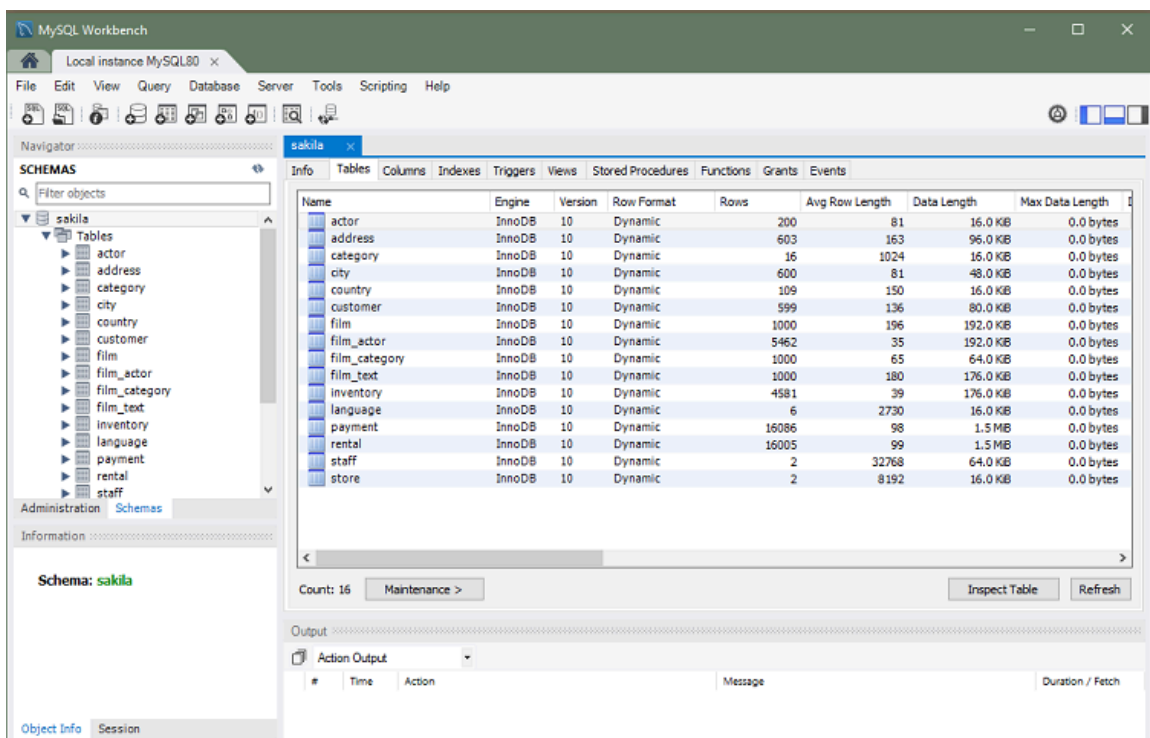 MySQL Workbench
Local instance MySQL80
File Edit View Query Database Server Tools Scripting Help
Navigator
SCHEMAS
Filter objects
sakila
Tables
actor
address
category
city
country
customer
film
film_actor
film_category
film_text
inventory
language
payment
rental
staff
Administration Schemas
Information
Schema: sakila
Object Info Session
sakila
Info Tables Columns Indexes Triggers Views Stored Procedures Functions Grants Events
Name Engine Version Row Format Rows Avg Row Length Data Length Max Data Length
actor InnoDB 10 Dynamic 200 81 16.0 KiB 0.0 bytes
address InnoDB 10 Dynamic 603 163 96.0 KiB 0.0 bytes
category InnoDB 10 Dynamic 16 1024 16.0 KiB 0.0 bytes
city InnoDB 10 Dynamic 600 81 48.0 KiB 0.0 bytes
country InnoDB 10 Dynamic 109 150 16.0 KiB 0.0 bytes
customer InnoDB 10 Dynamic 599 136 80.0 KiB 0.0 bytes
film InnoDB 10 Dynamic 1000 196 192.0 KiB 0.0 bytes
film_actor InnoDB 10 Dynamic 5462 35 192.0 KiB 0.0 bytes
film_category InnoDB 10 Dynamic 1000 65 64.0 KiB 0.0 bytes
film_text InnoDB 10 Dynamic 1000 180 176.0 KiB 0.0 bytes
inventory InnoDB 10 Dynamic 4581 39 176.0 KiB 0.0 bytes
language InnoDB 10 Dynamic 6 2730 16.0 KiB 0.0 bytes
payment InnoDB 10 Dynamic 16086 98 1.5 MiB 0.0 bytes
rental InnoDB 10 Dynamic 16005 99 1.5 MiB 0.0 bytes
staff InnoDB 10 Dynamic 2 32768 64.0 KiB 0.0 bytes
store InnoDB 10 Dynamic 2 8192 16.0 KiB 0.0 bytes
Count: 16 Maintenance > Inspect Table Refresh
Output
Action Output
# Time Action Message Duration / Fetch